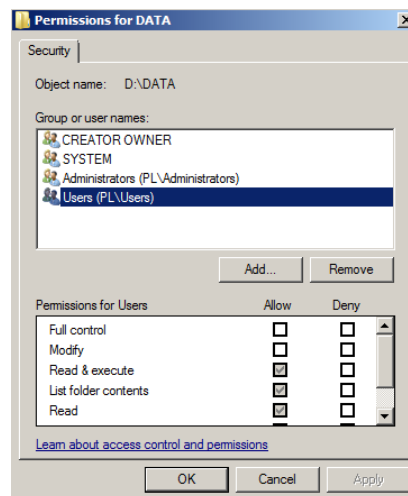 Permissions for DATA
Security
Object name: D:\DATA
Group or user names:
CREATOR OWNER
SYSTEM
Administrators (PL\Administrators)
Users (PL\Users)
Add... Remove
Permissions for Users Allow Deny
Full control
Modify
Read & execute
List folder contents
Read
Learn about access control and permissions
OK Cancel Apply